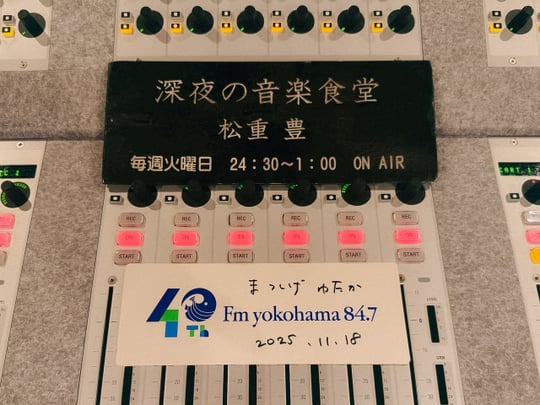 深夜の音楽食堂
松重 豊
毎週火曜日 24:30～1:00 ON AIR
REC REC REC REC REC REC
ON ON ON ON ON ON
START START START START START START
まつしげ ゆたか
40Th
Fm yokohama 84.7
2025.11.18